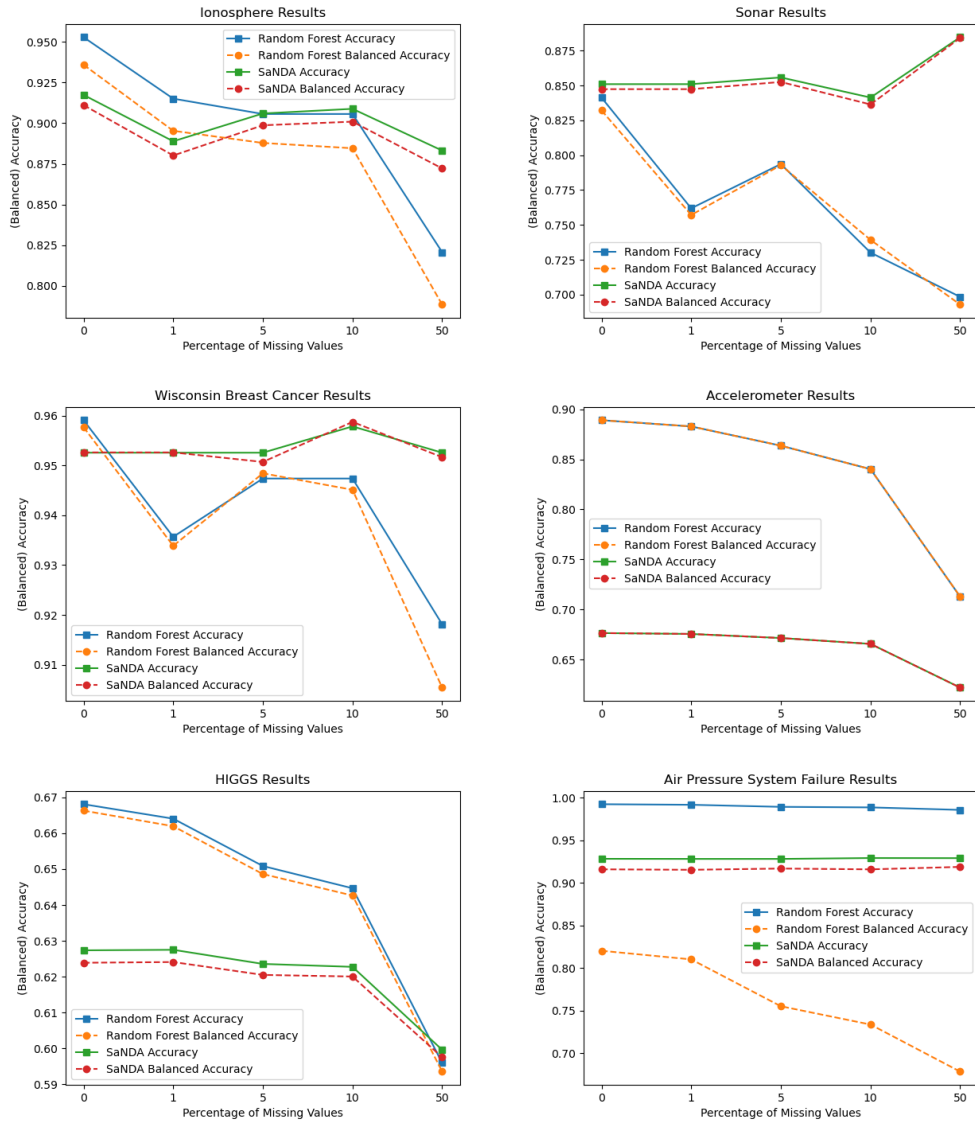 Ionosphere Results
(Balanced) Accuracy
0.950
0.925
0.900
0.875
0.850
0.825
0.800
Random Forest Accuracy
Random Forest Balanced Accuracy
SaNDA Accuracy
SaNDA Balanced Accuracy
0 1 5 10 50
Percentage of Missing Values
Sonar Results
(Balanced) Accuracy
0.875
0.850
0.825
0.800
0.775
0.750
0.725
0.700
Random Forest Accuracy
Random Forest Balanced Accuracy
SaNDA Accuracy
SaNDA Balanced Accuracy
0 1 5 10 50
Percentage of Missing Values
Wisconsin Breast Cancer Results
(Balanced) Accuracy
0.96
0.95
0.94
0.93
0.92
0.91
Random Forest Accuracy
Random Forest Balanced Accuracy
SaNDA Accuracy
SaNDA Balanced Accuracy
0 1 5 10 50
Percentage of Missing Values
Accelerometer Results
(Balanced) Accuracy
0.90
0.85
0.80
0.75
0.70
0.65
Random Forest Accuracy
Random Forest Balanced Accuracy
SaNDA Accuracy
SaNDA Balanced Accuracy
0 1 5 10 50
Percentage of Missing Values
HIGGS Results
(Balanced) Accuracy
0.67
0.66
0.65
0.64
0.63
0.62
0.61
0.60
0.59
Random Forest Accuracy
Random Forest Balanced Accuracy
SaNDA Accuracy
SaNDA Balanced Accuracy
0 1 5 10 50
Percentage of Missing Values
Air Pressure System Failure Results
(Balanced) Accuracy
1.00
0.95
0.90
0.85
0.80
0.75
0.70
Random Forest Accuracy
Random Forest Balanced Accuracy
SaNDA Accuracy
SaNDA Balanced Accuracy
0 1 5 10 50
Percentage of Missing Values